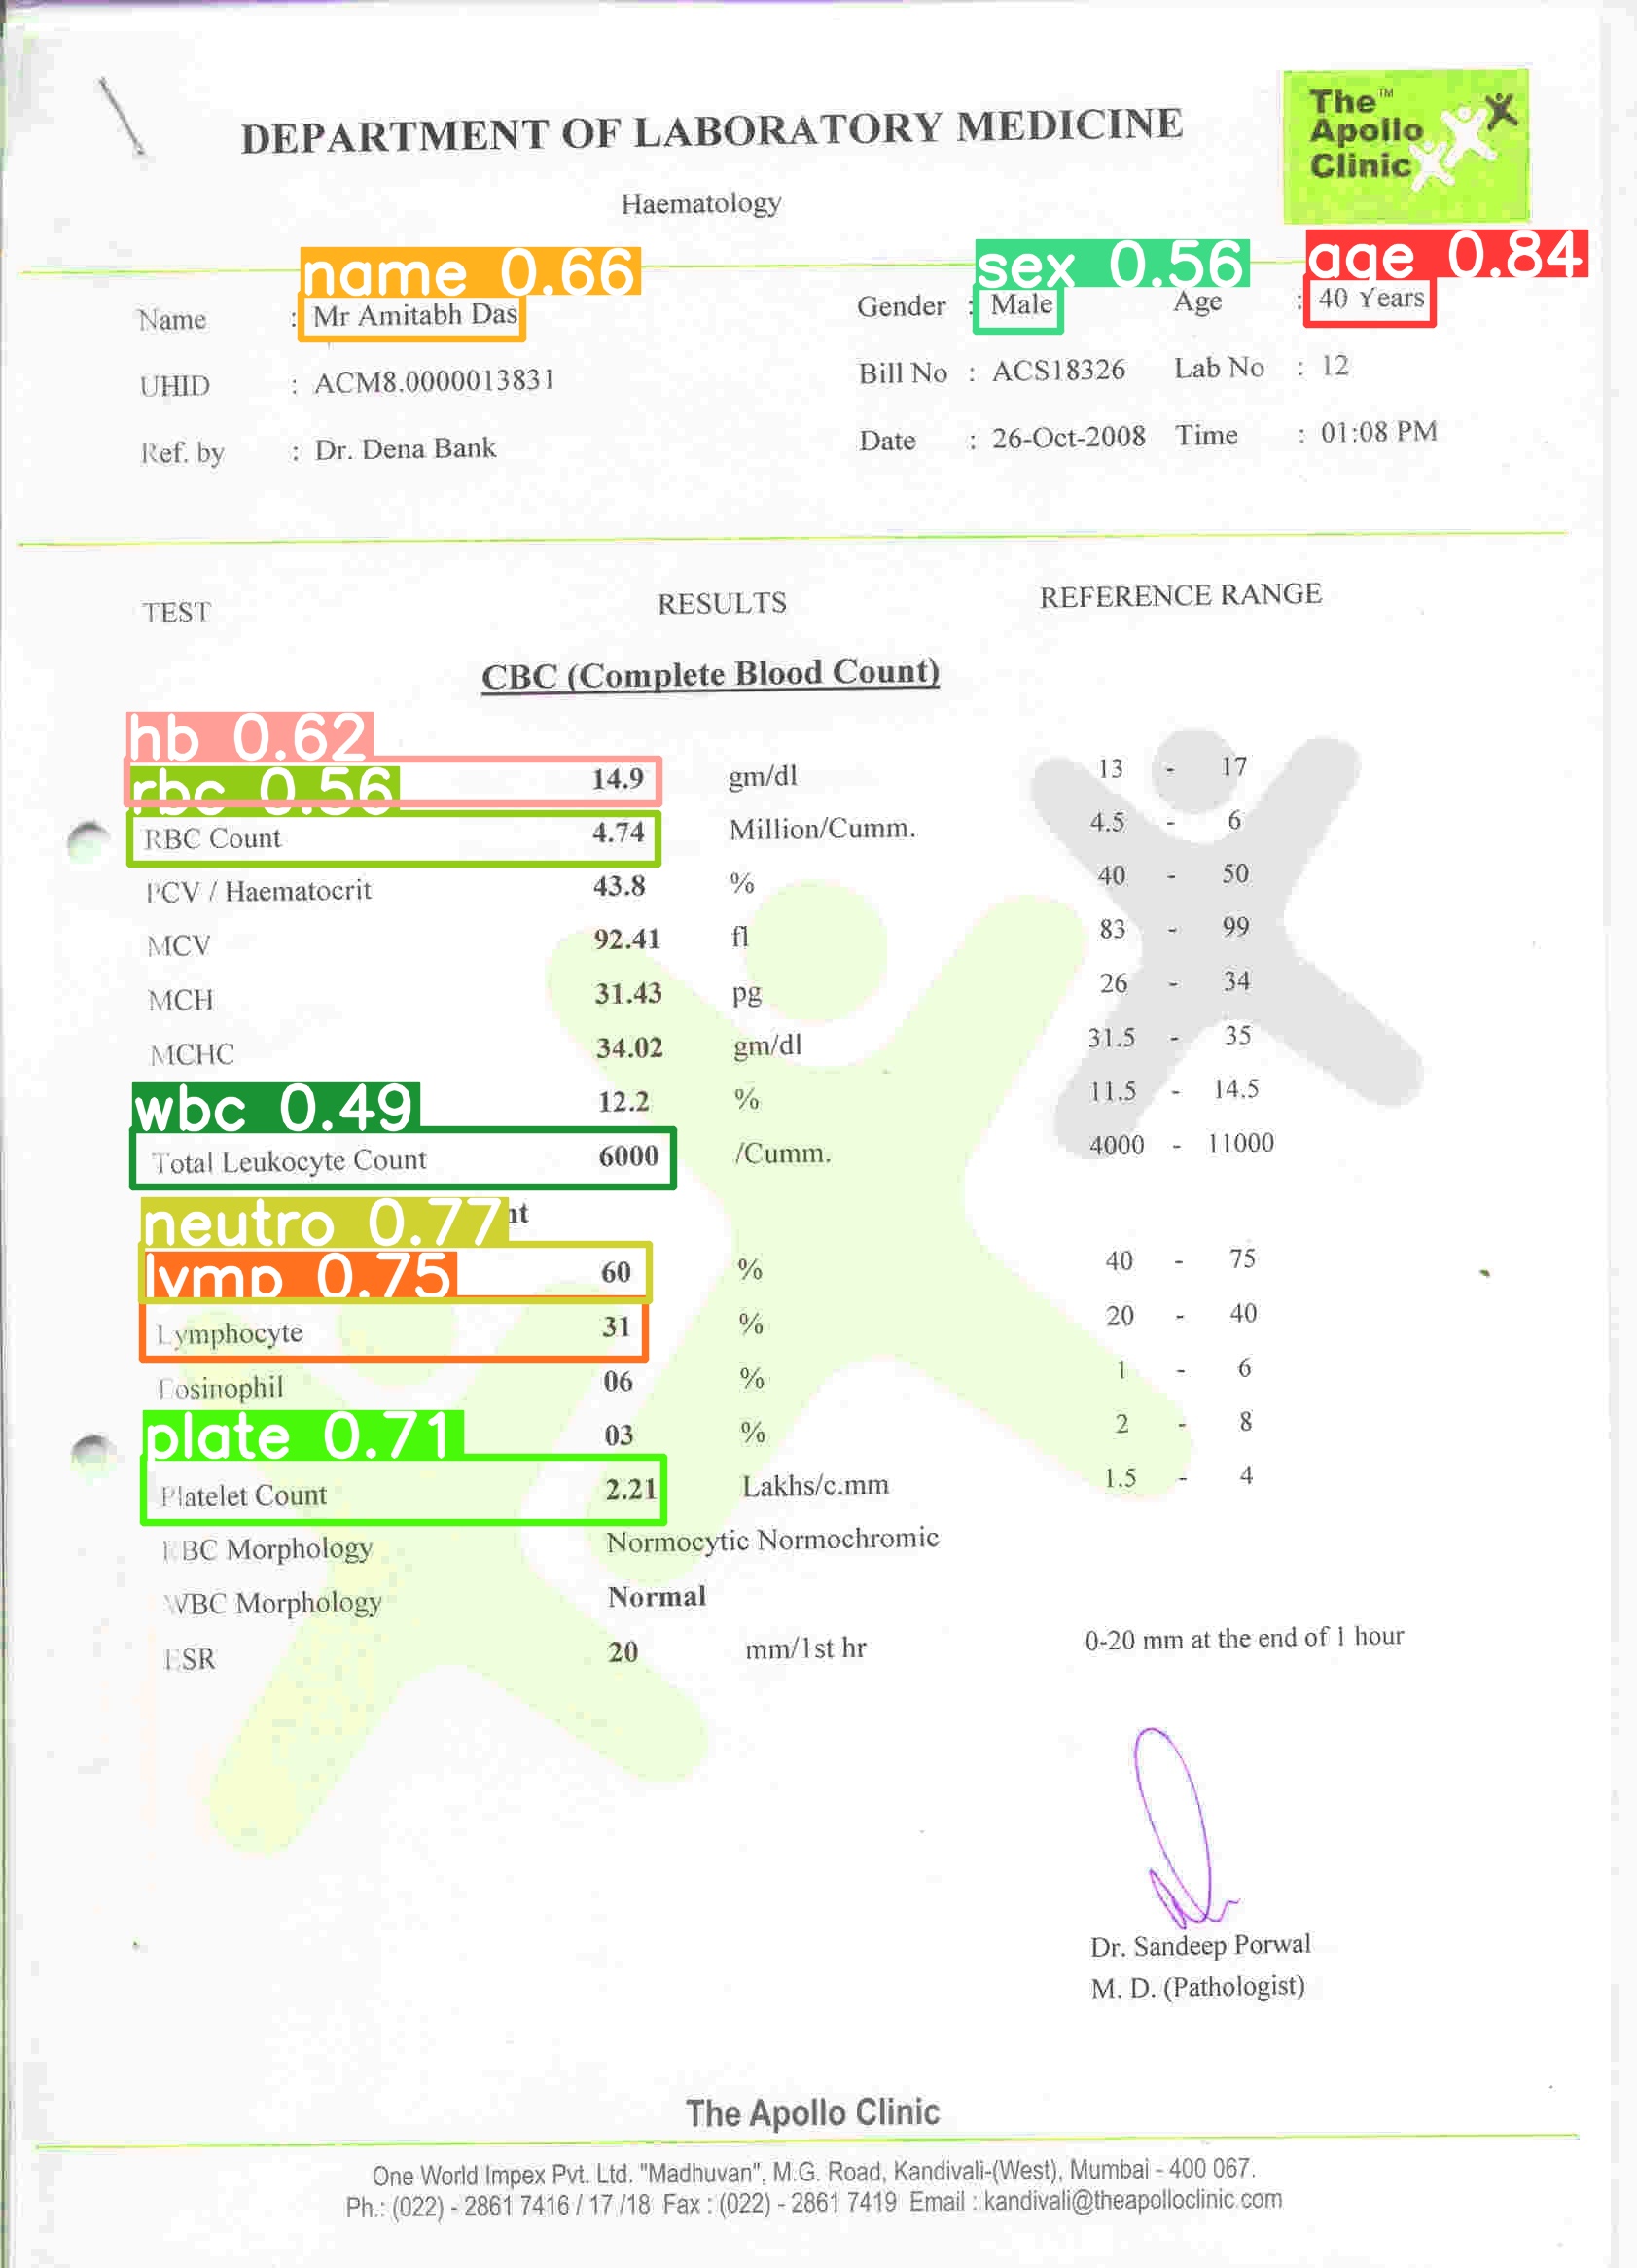 The™
Apollo
Clinic
DEPARTMENT OF LABORATORY MEDICINE
Haematology
name 0.66 sex 0.56 age 0.84
Name : Mr Amitabh Das Gender : Male Age : 40 Years
UHID : ACM8.0000013831 Bill No : ACS18326 Lab No : 12
Ref. by : Dr. Dena Bank Date : 26-Oct-2008 Time : 01:08 PM
TEST RESULTS REFERENCE RANGE
CBC (Complete Blood Count)
hb 0.62
14.9 gm/dl 13 - 17
rbc 0.56
RBC Count 4.74 Million/Cumm. 4.5 - 6
PCV / Haematocrit 43.8 % 40 - 50
MCV 92.41 fl 83 - 99
MCH 31.43 pg 26 - 34
MCHC 34.02 gm/dl 31.5 - 35
wbc 0.49 12.2 % 11.5 - 14.5
Total Leukocyte Count 6000 /Cumm. 4000 - 11000
neutro 0.77
60 % 40 - 75
lymp 0.75
Lymphocyte 31 % 20 - 40
Eosinophil 06 % 1 - 6
plate 0.71 03 % 2 - 8
Platelet Count 2.21 Lakhs/c.mm 1.5 - 4
RBC Morphology Normocytic Normochromic
WBC Morphology Normal
ESR 20 mm/1st hr 0-20 mm at the end of 1 hour
Dr. Sandeep Porwal
M. D. (Pathologist)
The Apollo Clinic
One World Impex Pvt. Ltd. "Madhuvan", M.G. Road, Kandivali-(West), Mumbai - 400 067.
Ph.: (022) - 2861 7416 / 17 /18 Fax : (022) - 2861 7419 Email : kandivali@theapolloclinic.com